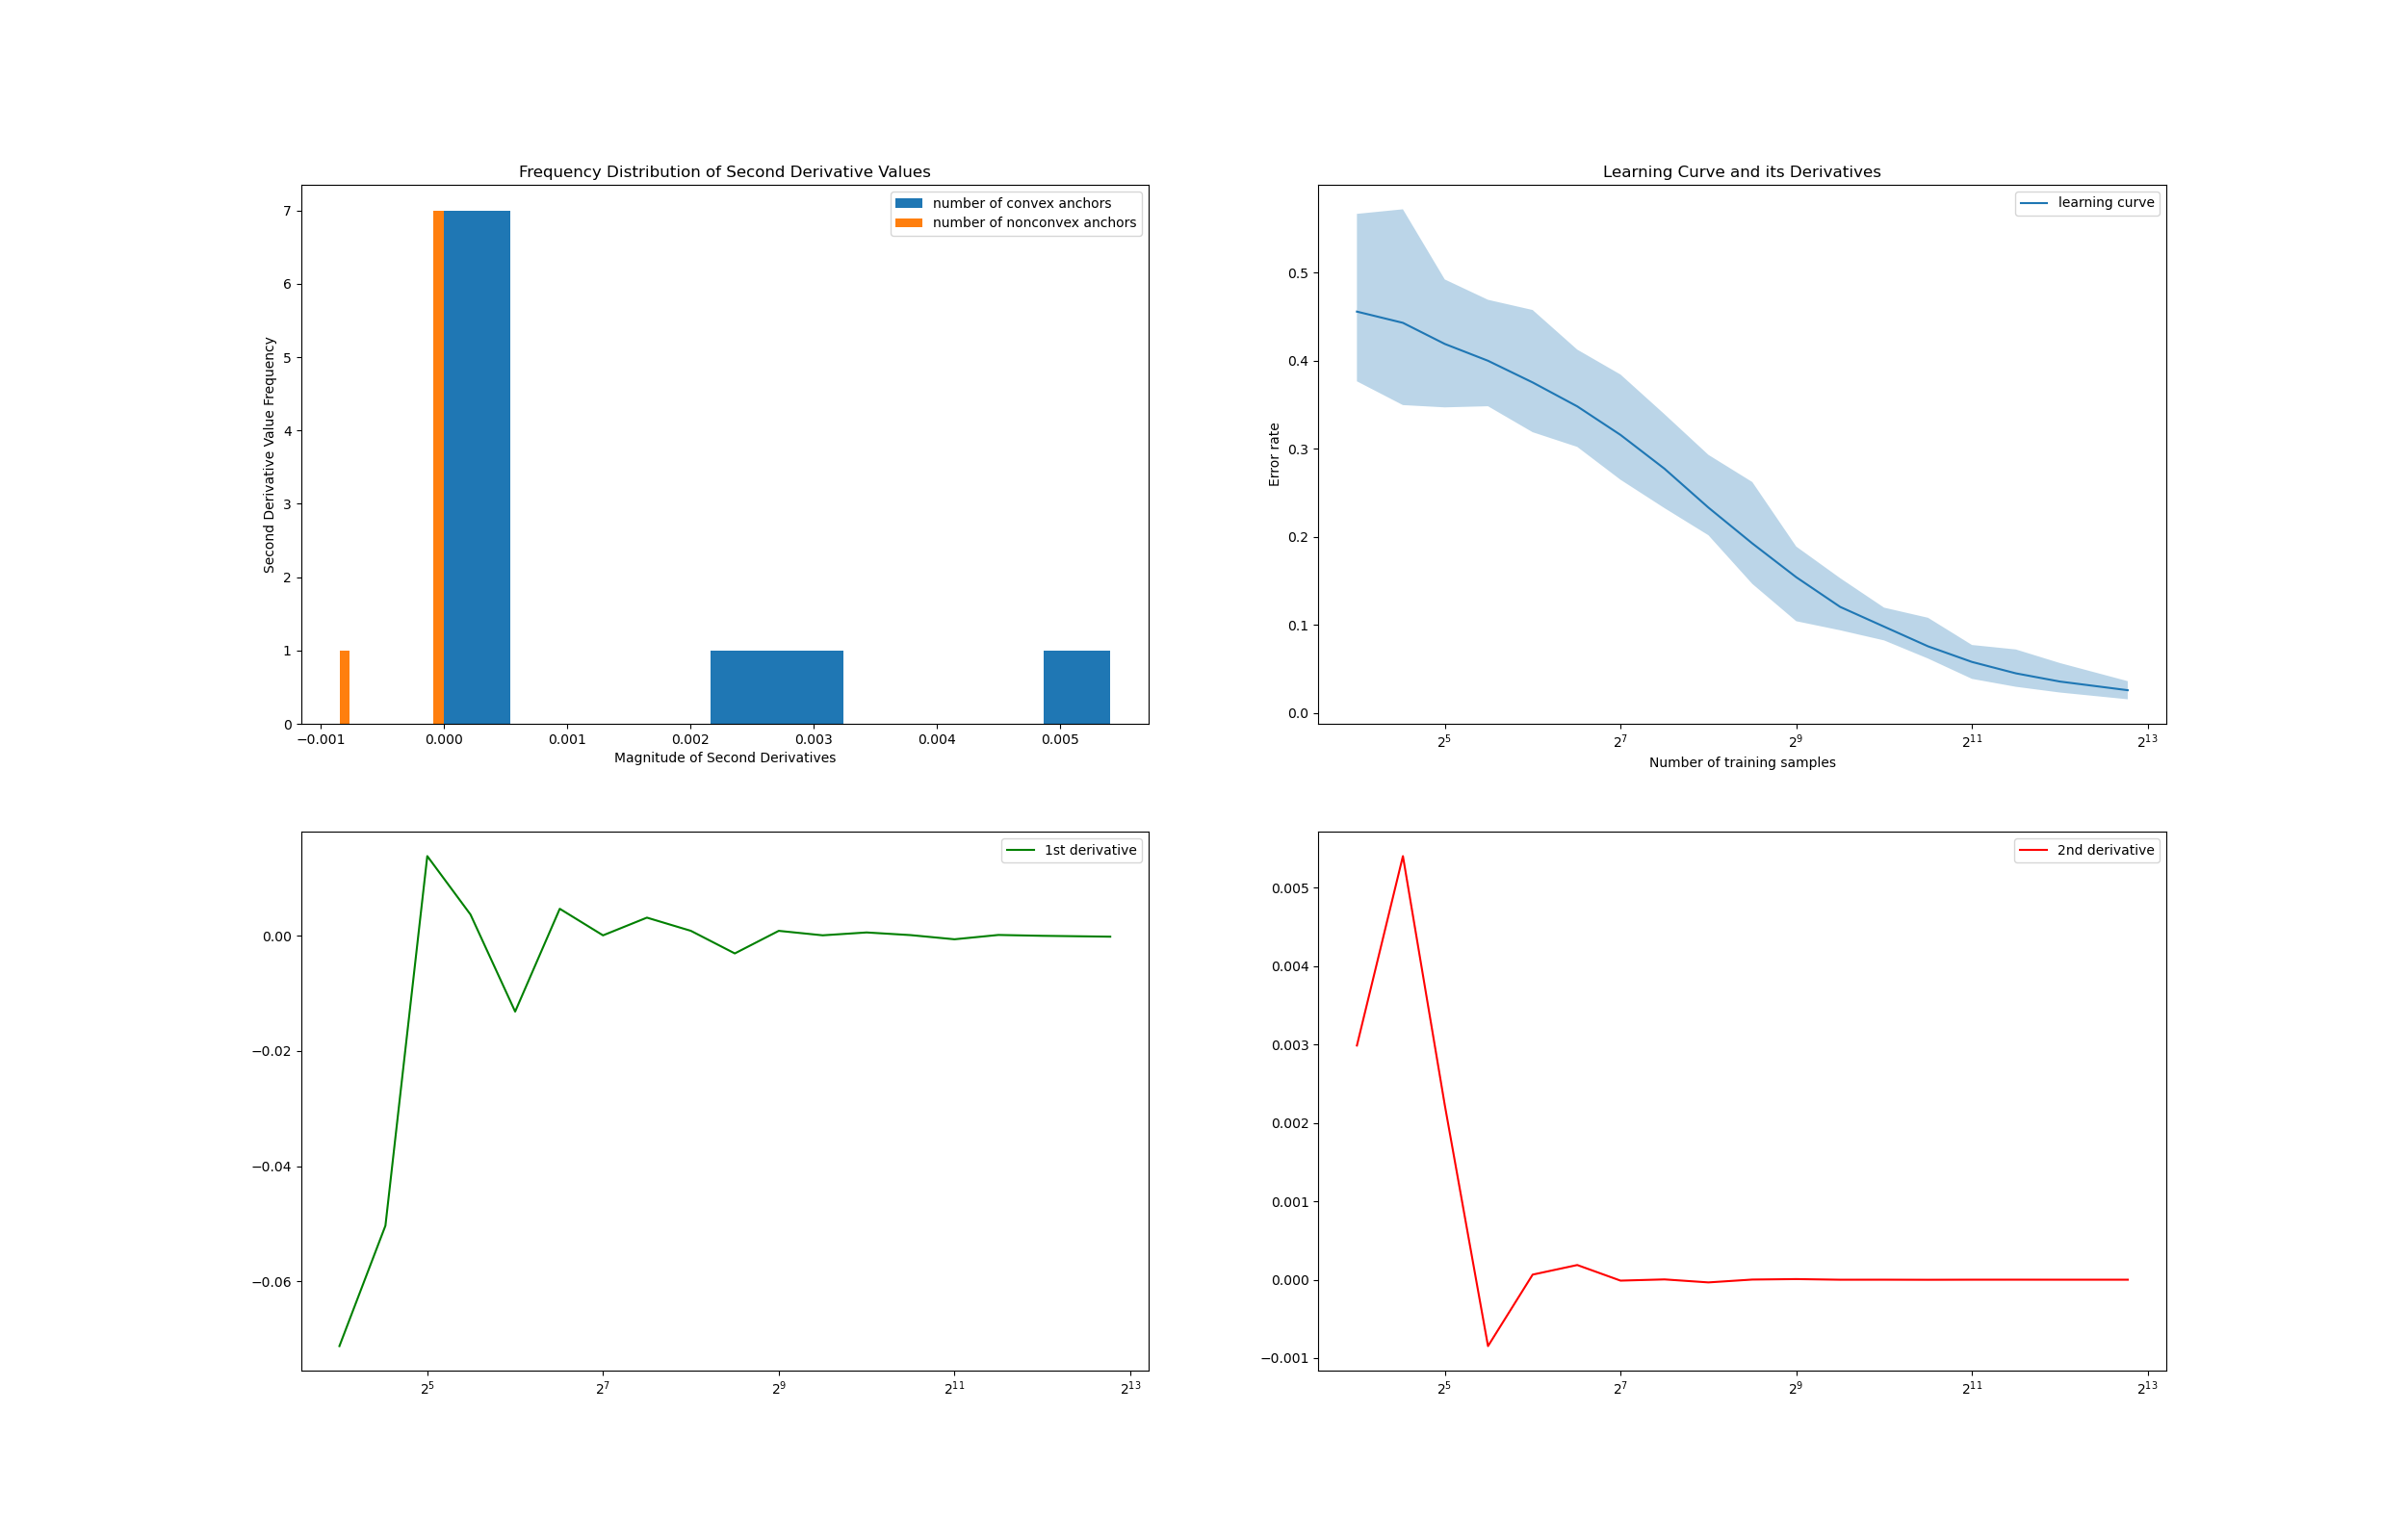 Frequency Distribution of Second Derivative Values
number of convex anchors
number of nonconvex anchors
Second Derivative Value Frequency
7
6
5
4
3
2
1
0
−0.001 0.000 0.001 0.002 0.003 0.004 0.005
Magnitude of Second Derivatives
Learning Curve and its Derivatives
learning curve
Error rate
0.5
0.4
0.3
0.2
0.1
0.0
2^5 2^7 2^9 2^11 2^13
Number of training samples
1st derivative
0.00
−0.02
−0.04
−0.06
2^5 2^7 2^9 2^11 2^13
2nd derivative
0.005
0.004
0.003
0.002
0.001
0.000
−0.001
2^5 2^7 2^9 2^11 2^13